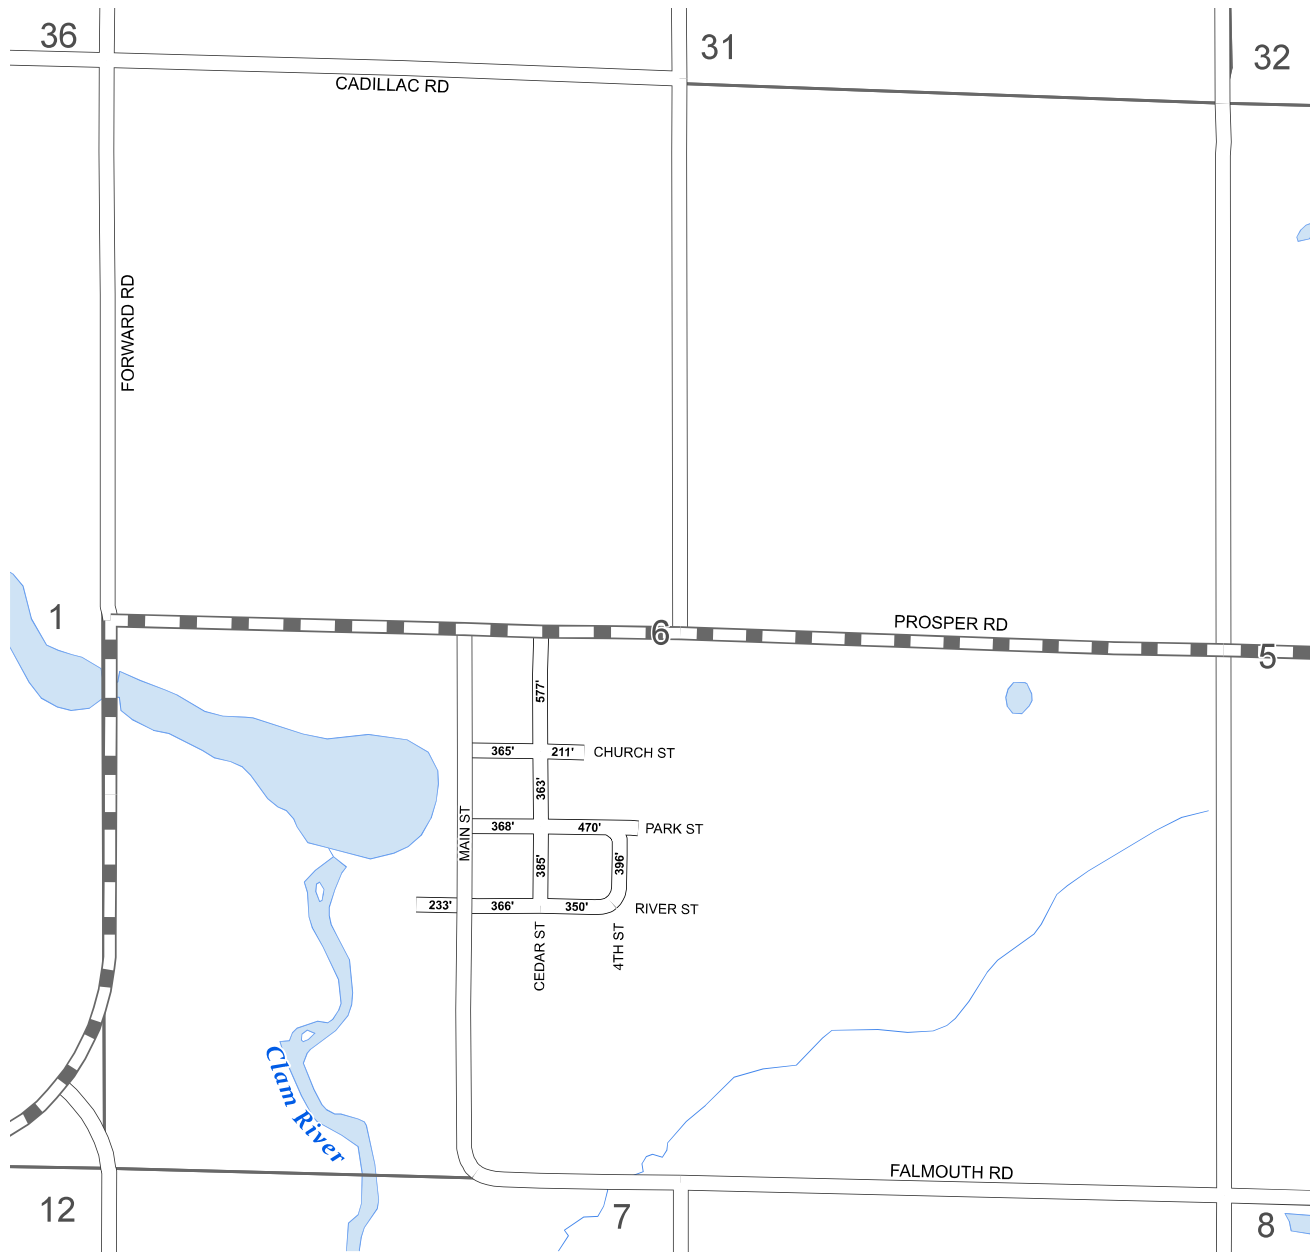 36
31
32
CADILLAC RD
FORWARD RD
1
6
PROSPER RD
5
577'
365'
211'
CHURCH ST
363'
MAIN ST
368'
470'
PARK ST
385'
396'
233'
366'
350'
RIVER ST
CEDAR ST
4TH ST
Clam River
FALMOUTH RD
12
7
8